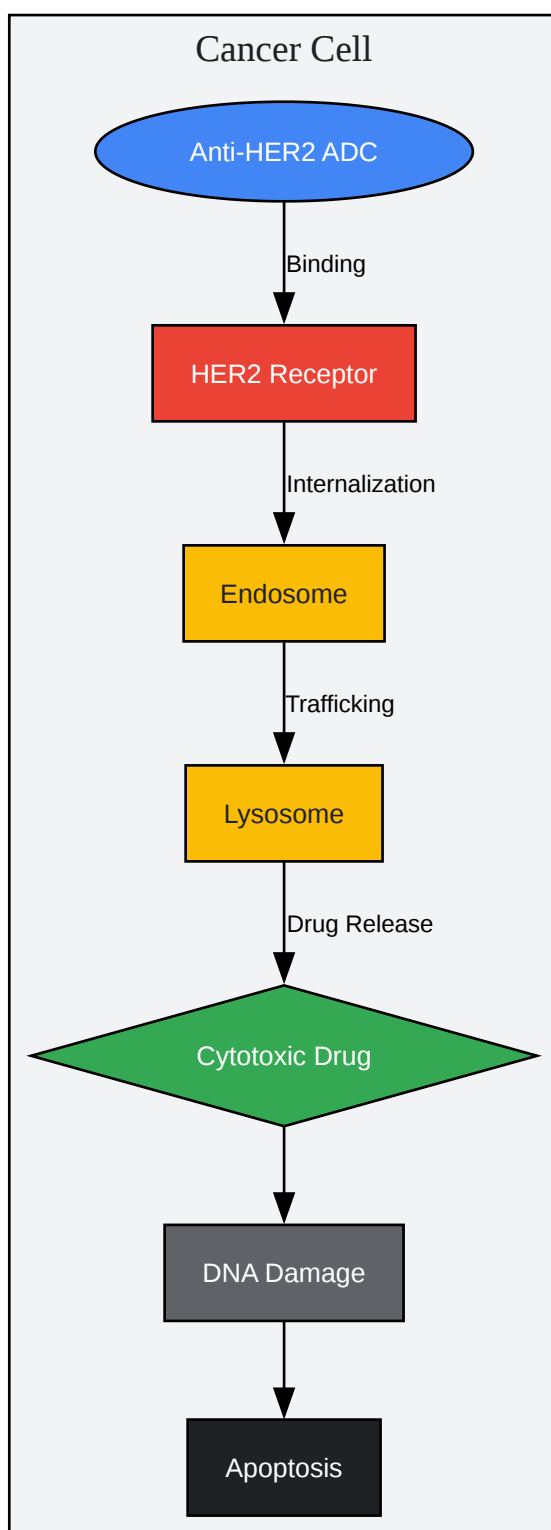 Cancer Cell
Anti-HER2 ADC
Binding
HER2 Receptor
Internalization
Endosome
Trafficking
Lysosome
Drug Release
Cytotoxic Drug
DNA Damage
Apoptosis